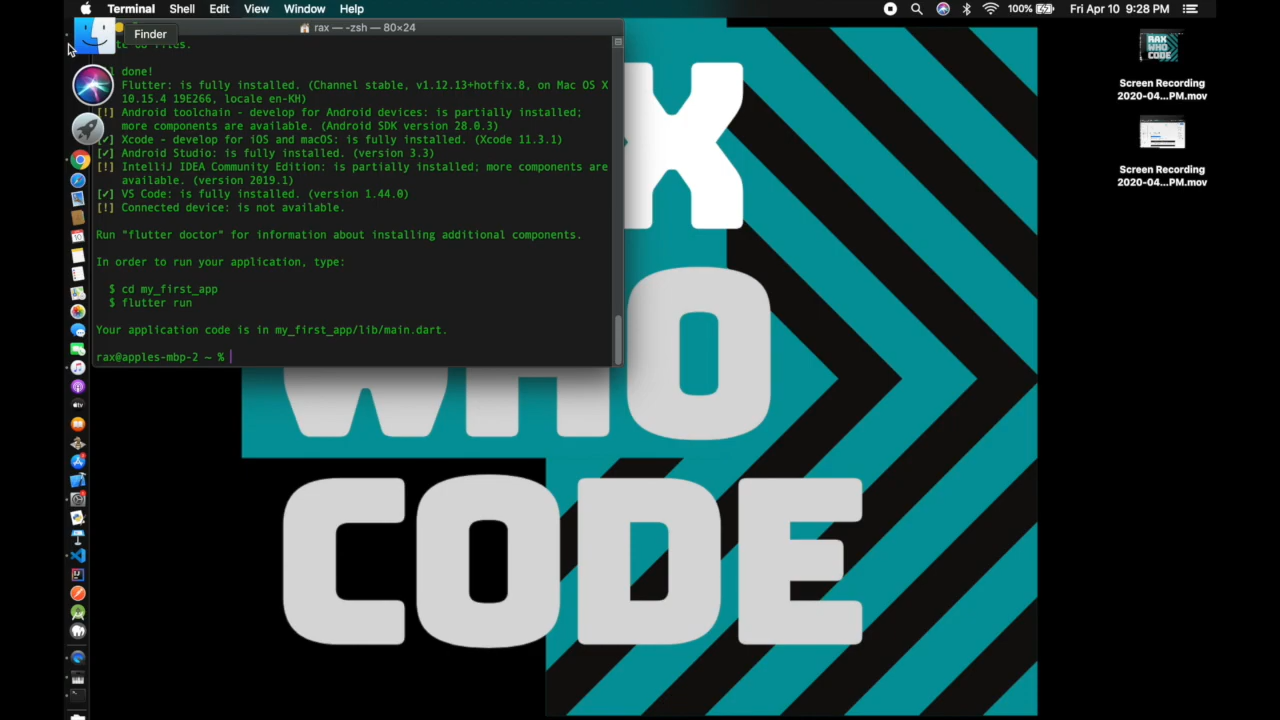 Terminal Shell Edit View Window Help 100% Fri Apr 10 9:28 PM
Finder
rax — -zsh — 80×24
files.
done!
Flutter: is fully installed. (Channel stable, v1.12.13+hotfix.8, on Mac OS X
10.15.4 19E266, locale en-KH)
[!] Android toolchain - develop for Android devices: is partially installed;
more components are available. (Android SDK version 28.0.3)
[✓] Xcode - develop for iOS and macOS: is fully installed. (Xcode 11.3.1)
[✓] Android Studio: is fully installed. (version 3.3)
[!] IntelliJ IDEA Community Edition: is partially installed; more components are
available. (version 2019.1)
[✓] VS Code: is fully installed. (version 1.44.0)
[!] Connected device: is not available.
Run "flutter doctor" for information about installing additional components.
In order to run your application, type:
$ cd my_first_app
$ flutter run
Your application code is in my_first_app/lib/main.dart.
rax@apples-mbp-2 ~ %
X
WHO
CODE
RAX
WHO
CODE
Screen Recording
2020-04...PM.mov
Screen Recording
2020-04...PM.mov